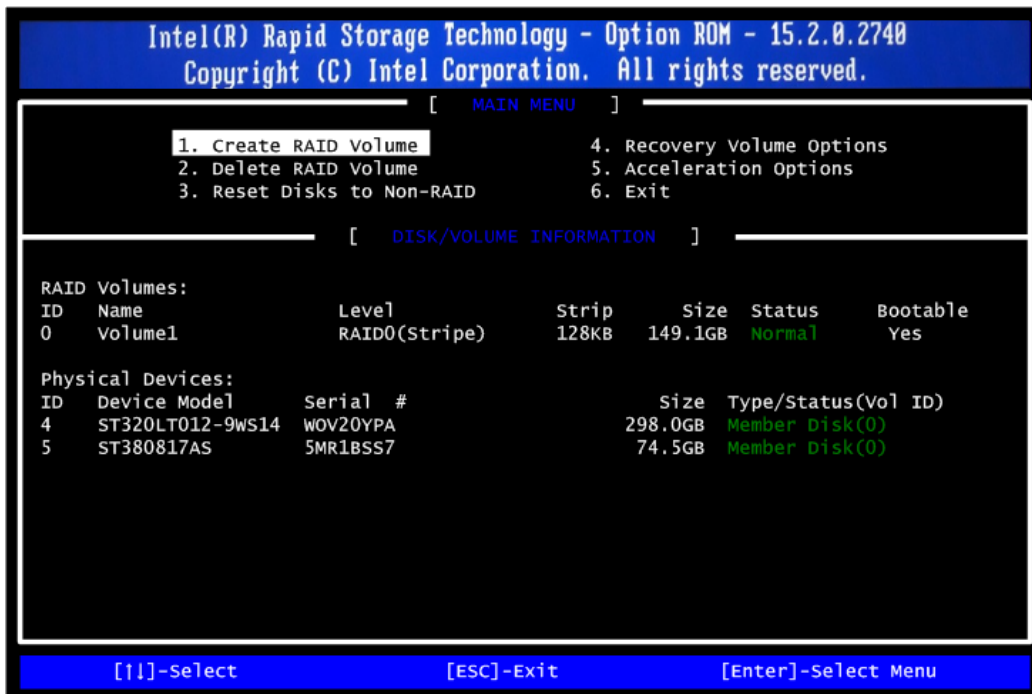 Intel(R) Rapid Storage Technology - Option ROM - 15.2.0.2740
Copyright (C) Intel Corporation. All rights reserved.
[ MAIN MENU ]
1. Create RAID Volume 4. Recovery Volume Options
2. Delete RAID Volume 5. Acceleration Options
3. Reset Disks to Non-RAID 6. Exit
[ DISK/VOLUME INFORMATION ]
RAID Volumes:
ID Name Level Strip Size Status Bootable
0 Volume1 RAID0(Stripe) 128KB 149.1GB Normal Yes
Physical Devices:
ID Device Model Serial # Size Type/Status(Vol ID)
4 ST320LT012-9WS14 WOV20YPA 298.0GB Member Disk(0)
5 ST380817AS 5MR1BSS7 74.5GB Member Disk(0)
[↑↓]-Select [ESC]-Exit [Enter]-Select Menu